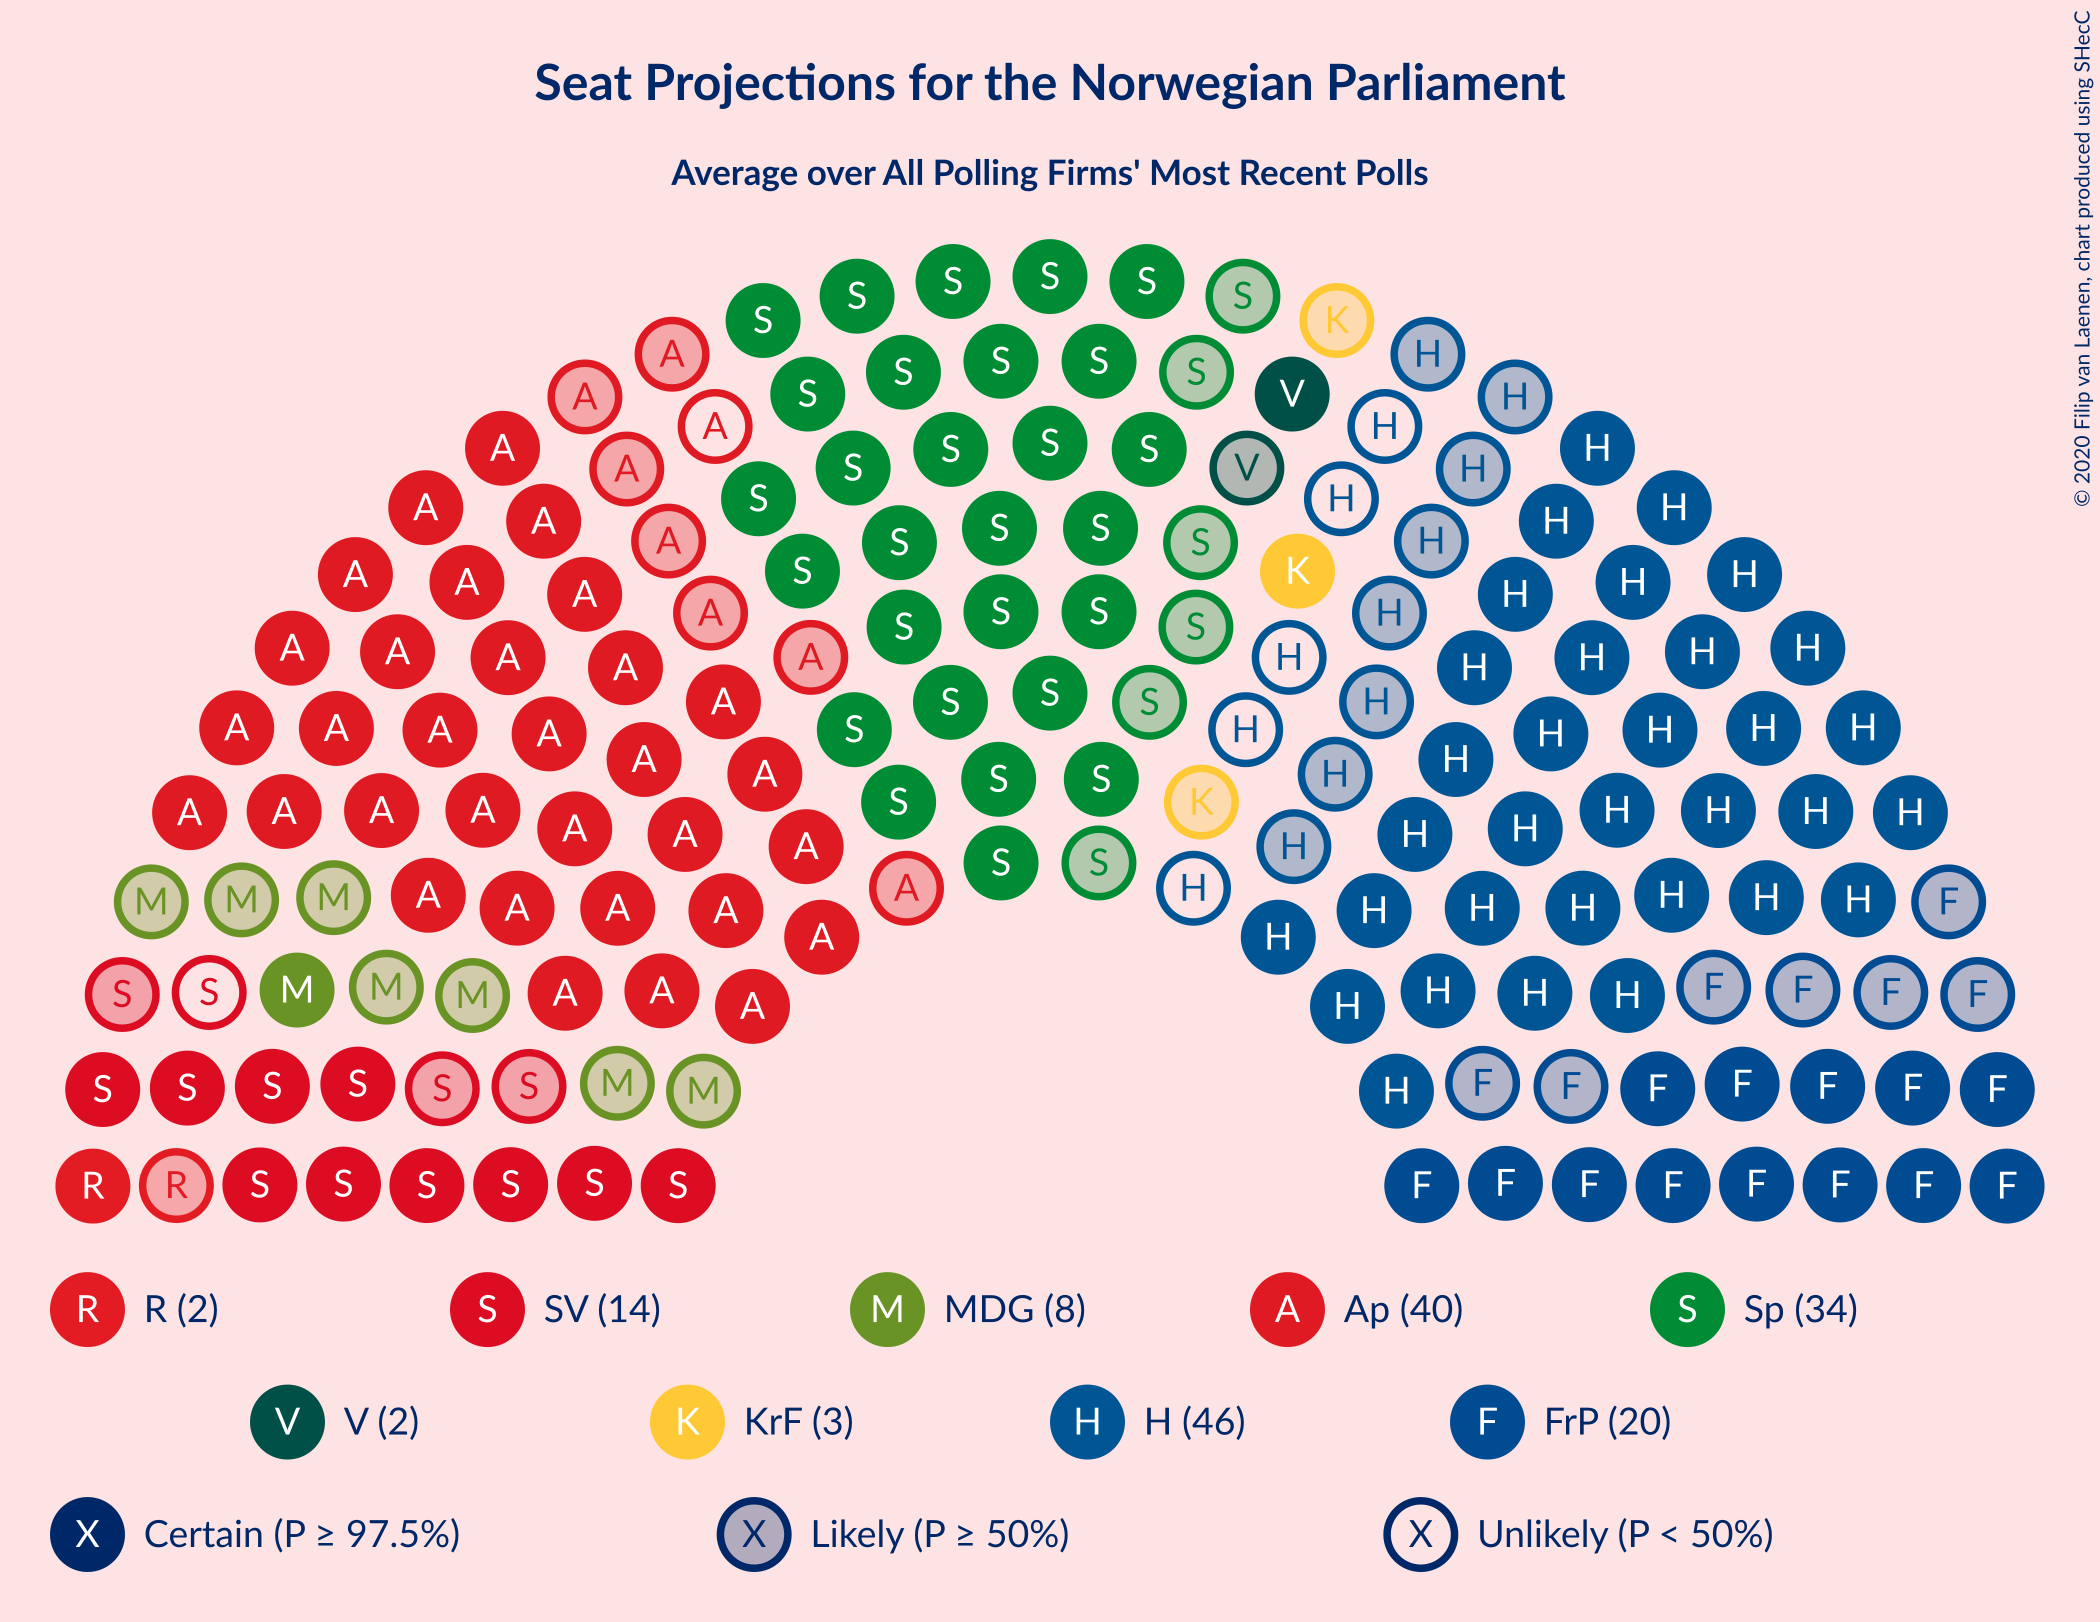 Seat Projections for the Norwegian Parliament
Average over All Polling Firms' Most Recent Polls
© 2020 Filip van Laenen, chart produced using SHecC
S S S S S
S K
A S S S S H
A S V H
A A S S S H H
A S V H
A A S S S H H H
A S S H
A A A S K H H H
A S S S S H
A A A A A H H H H H
A S S S H
A A A A S H H H H H
A A S S H H
A A A A A A A S K H H H H H H H
M M M A A A A A S S H H H H H H H F
A H
S S M M M A A A H H H H F F F F
S S S S S S M M H F F F F F F F
R R S S S S S S F F F F F F F F
R R (2) S SV (14) M MDG (8) A Ap (40) S Sp (34)
V V (2) K KrF (3) H H (46) F FrP (20)
X Certain (P ≥ 97.5%) X Likely (P ≥ 50%) X Unlikely (P < 50%)